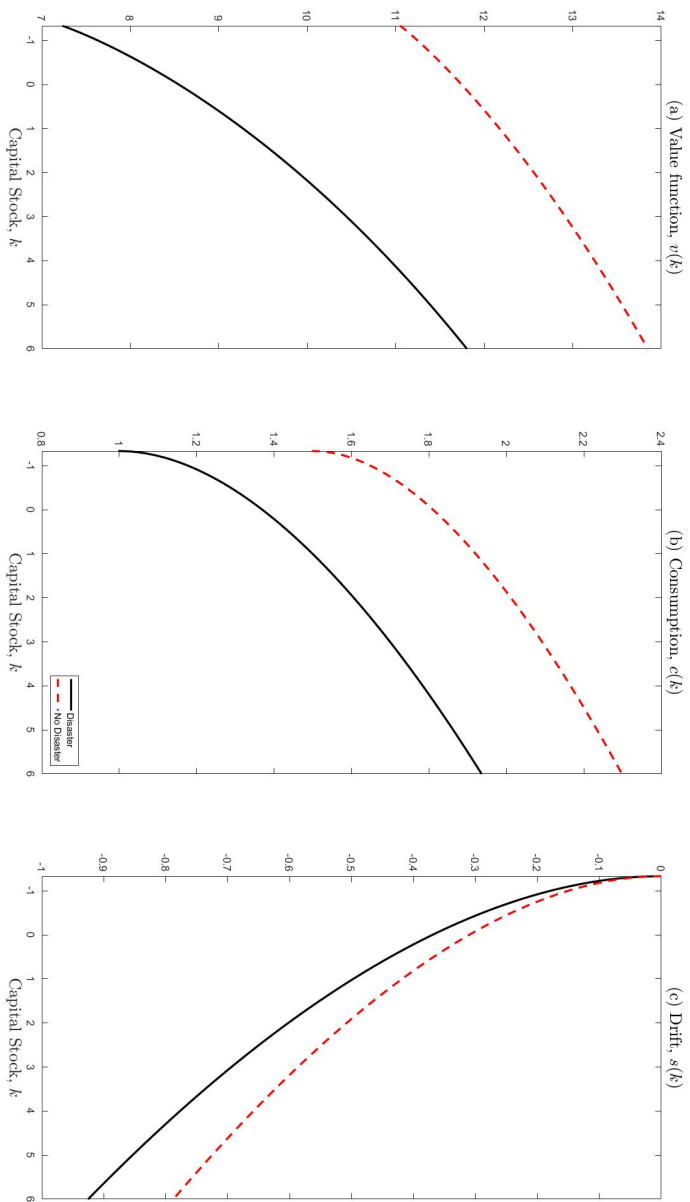 (a) Value function, v(k)
14
13
12
11
10
9
8
7
-1 0 1 2 3 4 5 6
Capital Stock, k
(b) Consumption, c(k)
2.4
2.2
2
1.8
1.6
1.4
1.2
1
0.8
-1 0 1 2 3 4 5 6
Capital Stock, k
Disaster
No Disaster
(c) Drift, s(k)
0
-0.1
-0.2
-0.3
-0.4
-0.5
-0.6
-0.7
-0.8
-0.9
-1
-1 0 1 2 3 4 5 6
Capital Stock, k